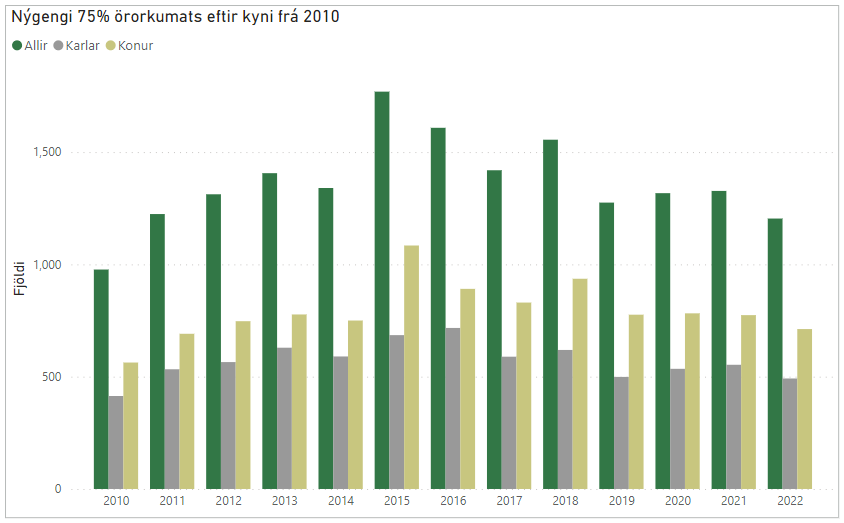 Nýgengi 75% örorkumats eftir kyni frá 2010
Allir Karlar Konur
1,500
1,000
500
0
Fjöldi
2010 2011 2012 2013 2014 2015 2016 2017 2018 2019 2020 2021 2022